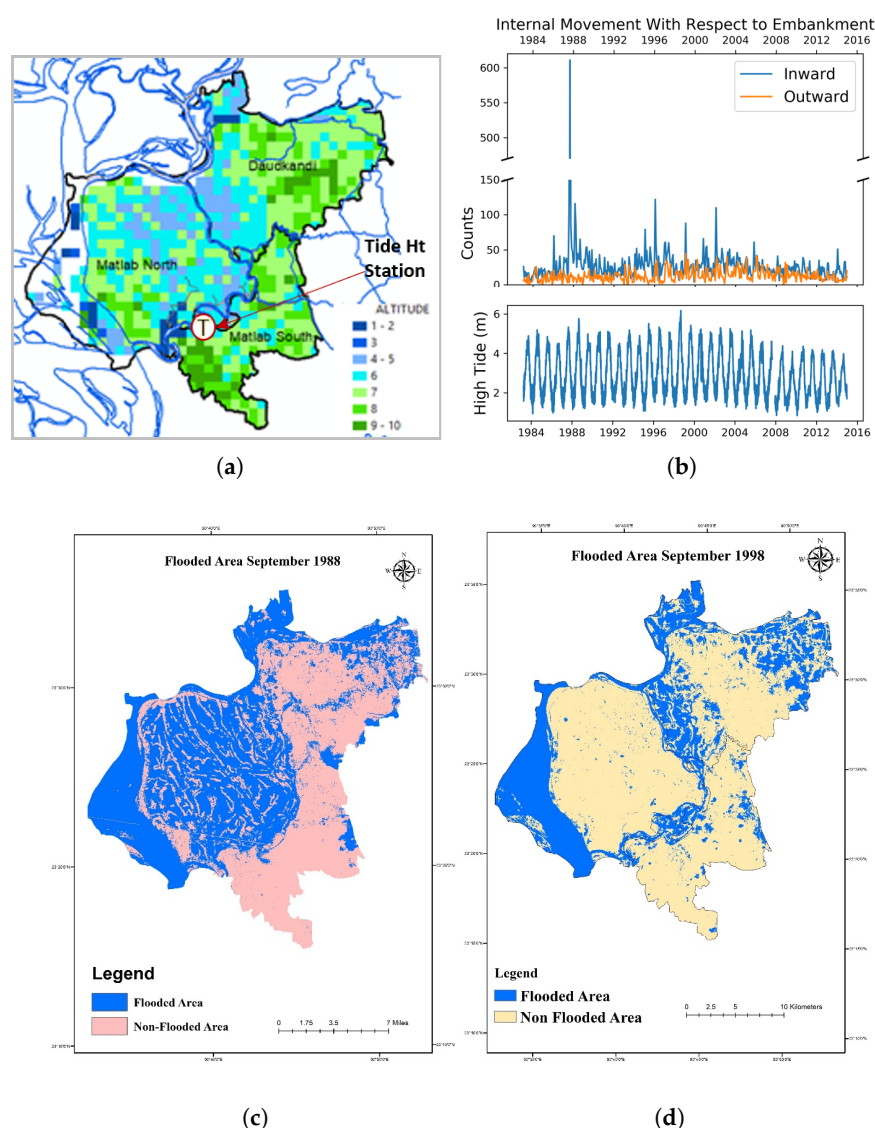 Daudkandi
Tide Ht
Station
Matlab North
T
Matlab South
ALTITUDE
1 - 2
3
4 - 5
6
7
8
9 - 10
(a)
Internal Movement With Respect to Embankment
1984 1988 1992 1996 2000 2004 2008 2012 2016
600
550
500
150
100
50
0
Counts
Inward
Outward
6
4
2
High Tide (m)
1984 1988 1992 1996 2000 2004 2008 2012 2016
(b)
Flooded Area September 1988
N
W E
S
Legend
Flooded Area
Non-Flooded Area
0 1.75 3.5 7 Miles
(c)
Flooded Area September 1998
N
W E
S
Legend
Flooded Area
Non Flooded Area
0 2.5 5 10 Kilometers
(d)